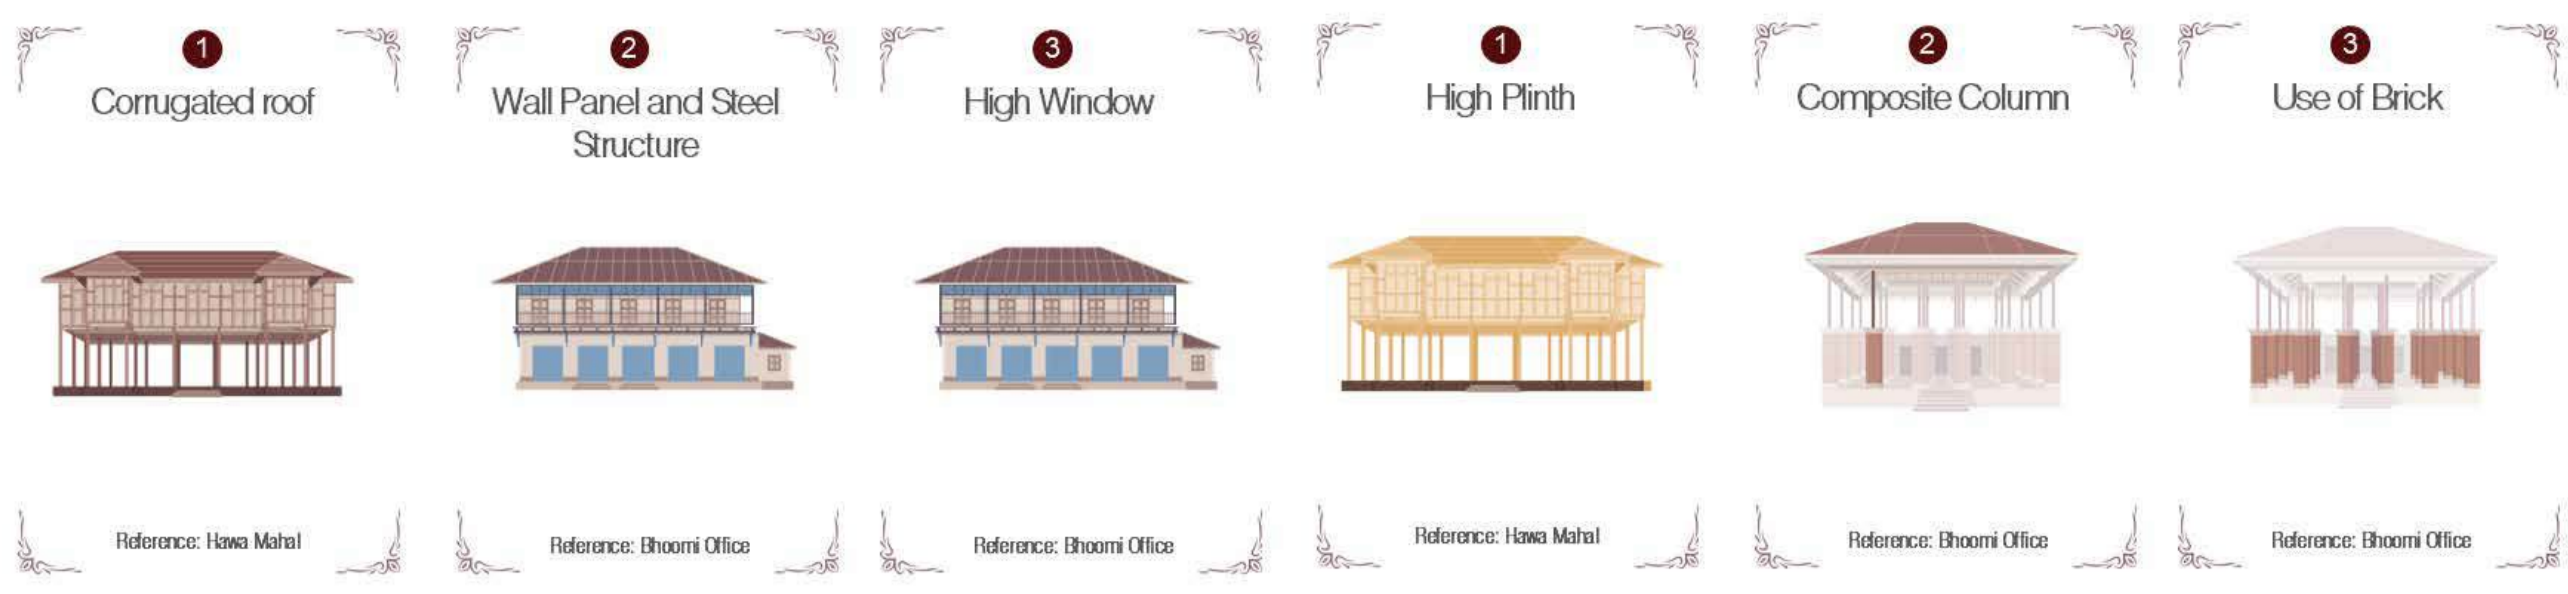 1
Corrugated roof
Reference: Hawa Mahal
2
Wall Panel and Steel
Structure
Reference: Bhoomi Office
3
High Window
Reference: Bhoomi Office
1
High Plinth
Reference: Hawa Mahal
2
Composite Column
Reference: Bhoomi Office
3
Use of Brick
Reference: Bhoomi Office